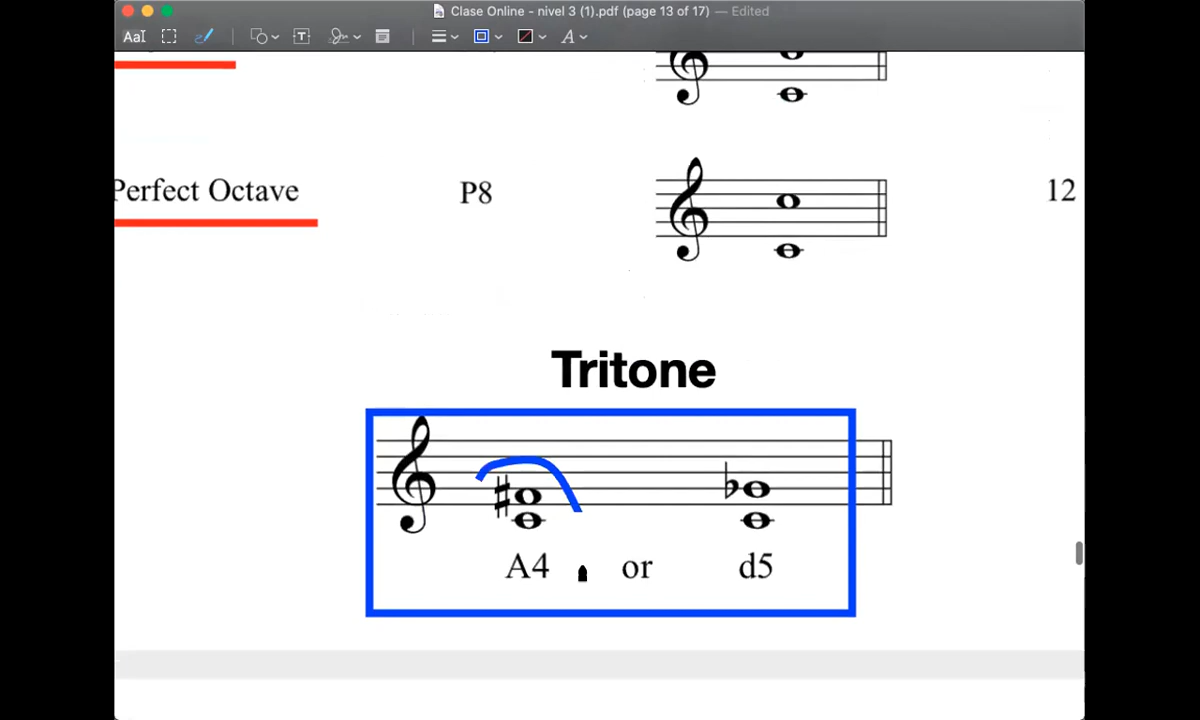 Clase Online - nivel 3 (1).pdf (page 13 of 17) — Edited
AaI T A
Perfect Octave P8 12
Tritone
A4 or d5